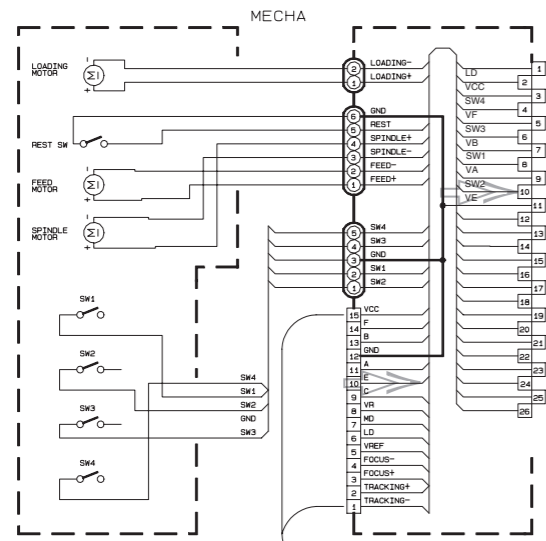 MECHA
LOADING
MOTOR
M
+
-
2 LOADING-
1 LOADING+
REST SW
6 GND
5 REST
4 SPINDLE+
3 SPINDLE-
2 FEED-
1 FEED+
FEED
MOTOR
M
-
+
SPINDLE
MOTOR
M
+
-
5 SW4
4 SW3
3 GND
2 SW1
1 SW2
SW1
SW2
SW3
SW4
SW4
SW1
SW2
GND
SW3
15 VCC
14 F
13 B
12 GND
11 A
10 E
9 C
8 VR
7 MD
6 LD
5 VREF
4 FOCUS-
3 FOCUS+
2 TRACKING+
1 TRACKING-
LD 1
VCC 2
SW4 3
VF 4
SW3 5
VB 6
SW1 7
VA 8
SW2 9
VE 10
11
12
13
14
15
16
17
18
19
20
21
22
23
24
25
26